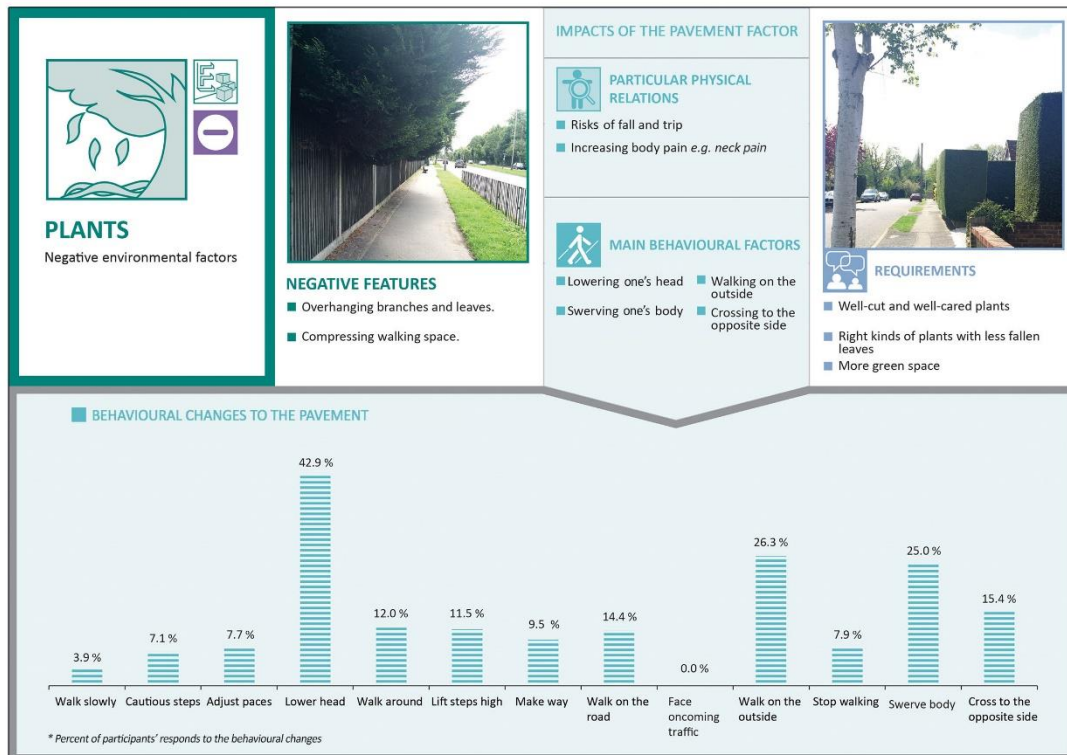 PLANTS
Negative environmental factors
NEGATIVE FEATURES
Overhanging branches and leaves.
Compressing walking space.
IMPACTS OF THE PAVEMENT FACTOR
PARTICULAR PHYSICAL
RELATIONS
Risks of fall and trip
Increasing body pain e.g. neck pain
MAIN BEHAVIOURAL FACTORS
Lowering one's head
Swerving one's body
Walking on the
outside
Crossing to the
opposite side
REQUIREMENTS
Well-cut and well-cared plants
Right kinds of plants with less fallen
leaves
More green space
BEHAVIOURAL CHANGES TO THE PAVEMENT
3.9 %
7.1 %
7.7 %
42.9 %
12.0 %
11.5 %
9.5 %
14.4 %
0.0 %
26.3 %
7.9 %
25.0 %
15.4 %
Walk slowly
Cautious steps
Adjust paces
Lower head
Walk around
Lift steps high
Make way
Walk on the
road
Face
oncoming
traffic
Walk on the
outside
Stop walking
Swerve body
Cross to the
opposite side
* Percent of participants' responds to the behavioural changes